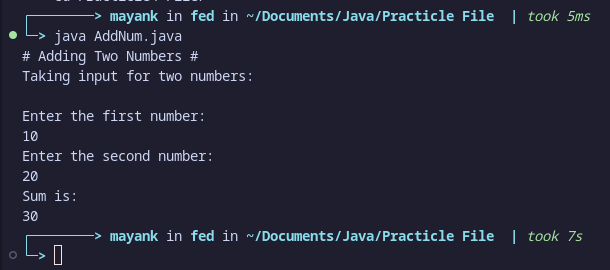 mayank in fed in ~/Documents/Java/Practicle File | took 5ms
java AddNum.java
# Adding Two Numbers #
Taking input for two numbers:
Enter the first number:
10
Enter the second number:
20
Sum is:
30
mayank in fed in ~/Documents/Java/Practicle File | took 7s